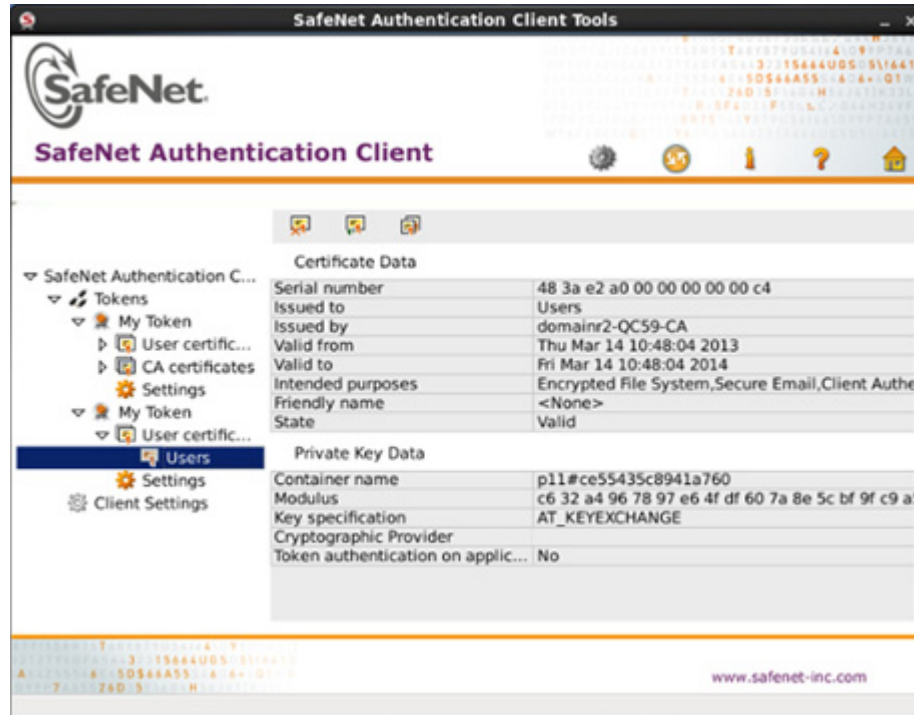 SafeNet Authentication Client Tools
SafeNet.
SafeNet Authentication Client
SafeNet Authentication C...
Tokens
My Token
User certific...
CA certificates
Settings
My Token
User certific...
Users
Settings
Client Settings
Certificate Data
Serial number 48 3a e2 a0 00 00 00 00 00 c4
Issued to Users
Issued by domainr2-QC59-CA
Valid from Thu Mar 14 10:48:04 2013
Valid to Fri Mar 14 10:48:04 2014
Intended purposes Encrypted File System,Secure Email,Client Authe
Friendly name <None>
State Valid
Private Key Data
Container name p11#ce55435c8941a760
Modulus c6 32 a4 96 78 97 e6 4f df 60 7a 8e 5c bf 9f c9
Key specification AT_KEYEXCHANGE
Cryptographic Provider
Token authentication on applic... No
www.safenet-inc.com